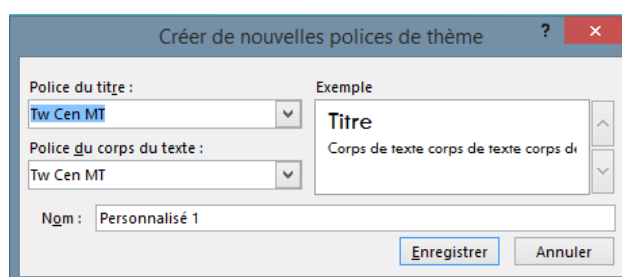 Créer de nouvelles polices de thème ? ×
Police du titre :
Tw Cen MT
Police du corps du texte :
Tw Cen MT
Exemple
Titre
Corps de texte corps de texte corps de
Nom : Personnalisé 1
Enregistrer Annuler